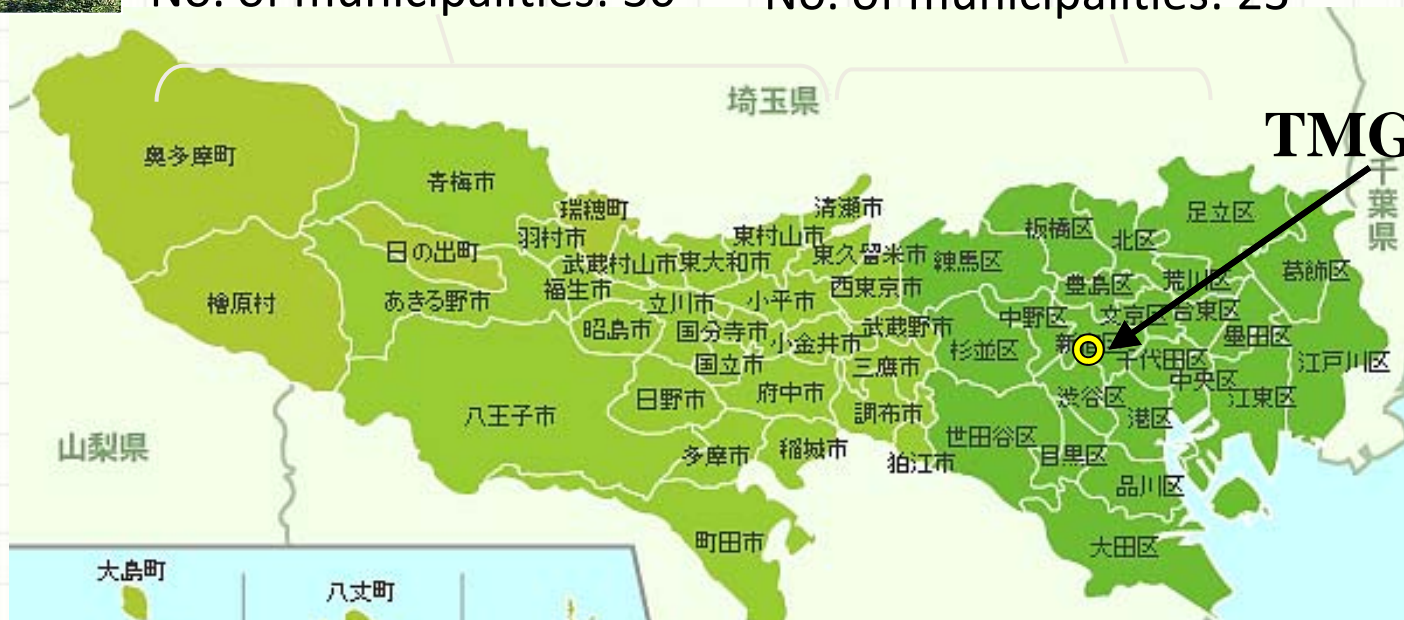 No. of municipalities: 30
No. of municipalities: 23
埼玉県
TMG
千葉県
奥多摩町
青梅市
瑞穂町
清瀬市
足立区
羽村市
東村山市
板橋区
北区
日の出町
武蔵村山市
東大和市
東久留米市
練馬区
葛飾区
檜原村
あきる野市
福生市
立川市
小平市
西東京市
豊島区
荒川区
昭島市
国分寺市
小金井市
武蔵野市
中野区
文京区
台東区
墨田区
国立市
三鷹市
杉並区
新宿区
千代田区
江戸川区
日野市
府中市
中央区
八王子市
調布市
渋谷区
港区
江東区
山梨県
多摩市
稲城市
狛江市
世田谷区
目黒区
品川区
町田市
大田区
大島町
八丈町